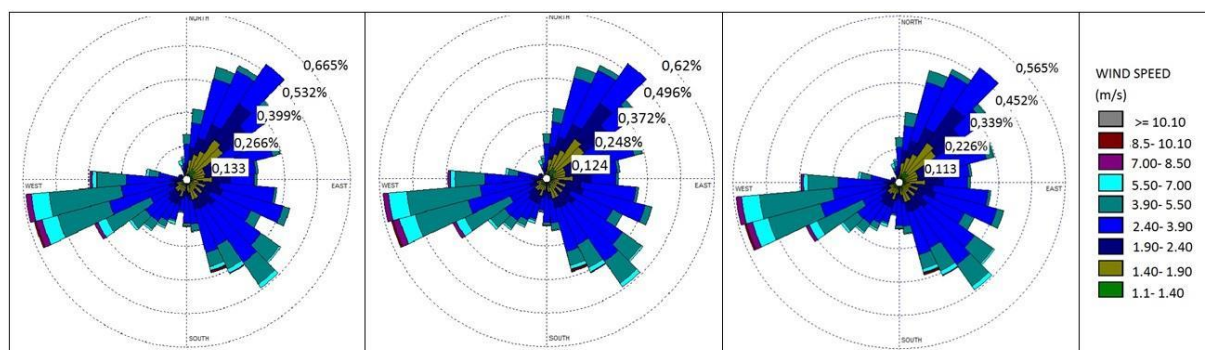 NORTH
0,665%
0,532%
0,399%
0,266%
0,133
WEST
EAST
SOUTH
NORTH
0,62%
0,496%
0,372%
0,248%
0,124
WEST
EAST
SOUTH
NORTH
0,565%
0,452%
0,339%
0,226%
0,113
WEST
EAST
SOUTH
WIND SPEED
(m/s)
>= 10.10
8.5- 10.10
7.00- 8.50
5.50- 7.00
3.90- 5.50
2.40- 3.90
1.90- 2.40
1.40- 1.90
1.1- 1.40